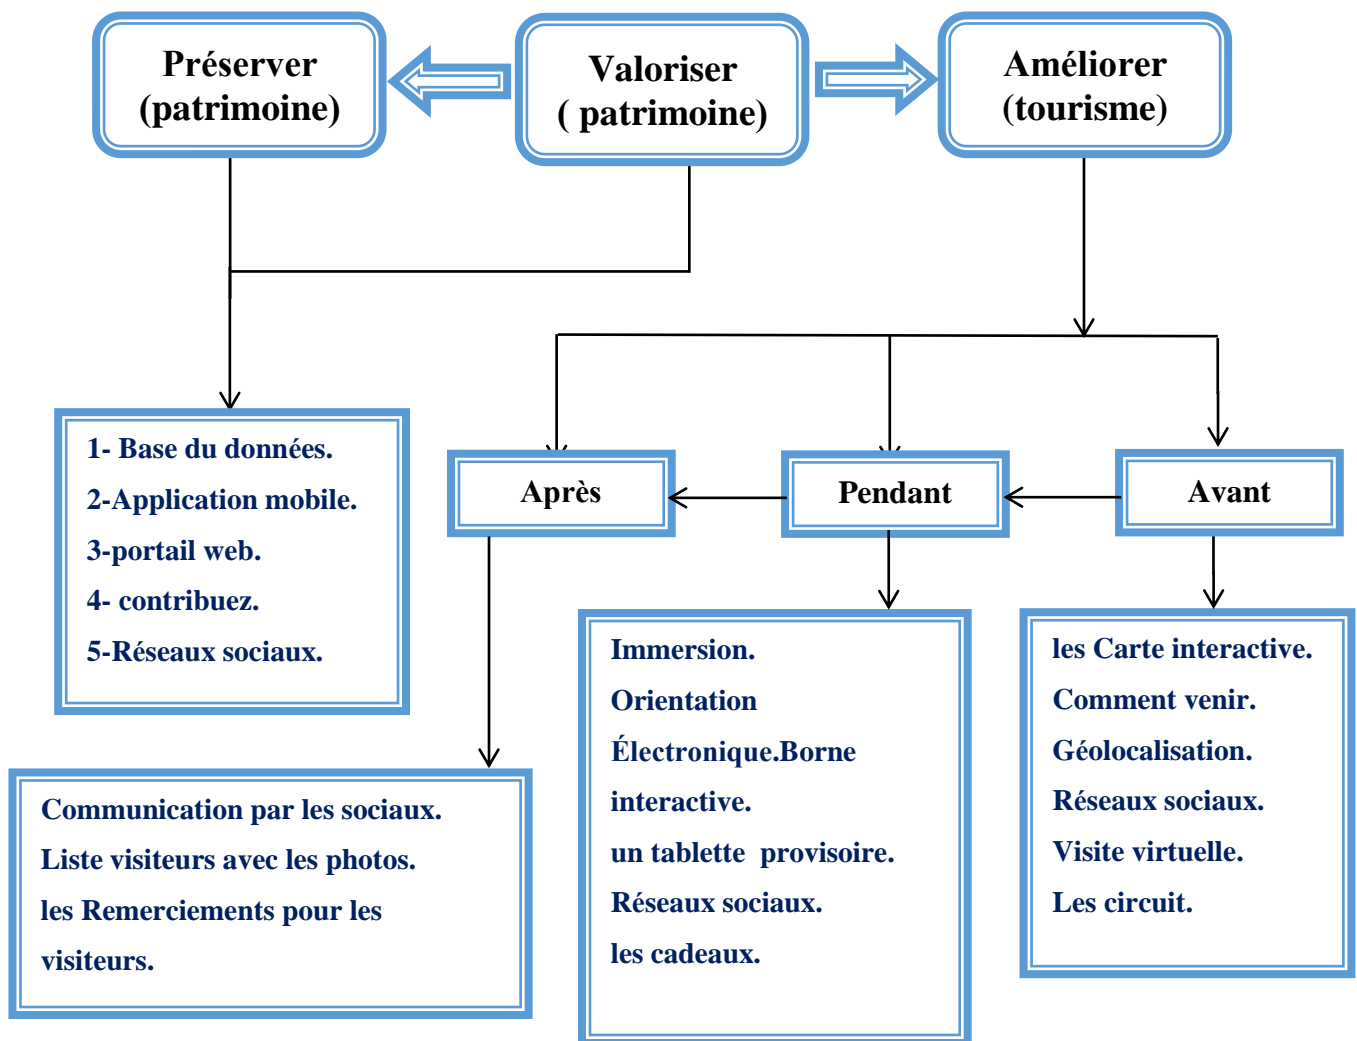 Préserver
(patrimoine)
Valoriser
( patrimoine)
Améliorer
(tourisme)
1- Base du données.
2-Application mobile.
3-portail web.
4- contribuez.
5-Réseaux sociaux.
Après
Pendant
Avant
Communication par les sociaux.
Liste visiteurs avec les photos.
les Remerciements pour les
visiteurs.
Immersion.
Orientation
Électronique.Borne
interactive.
un tablette  provisoire.
Réseaux sociaux.
les cadeaux.
les Carte interactive.
Comment venir.
Géolocalisation.
Réseaux sociaux.
Visite virtuelle.
Les circuit.